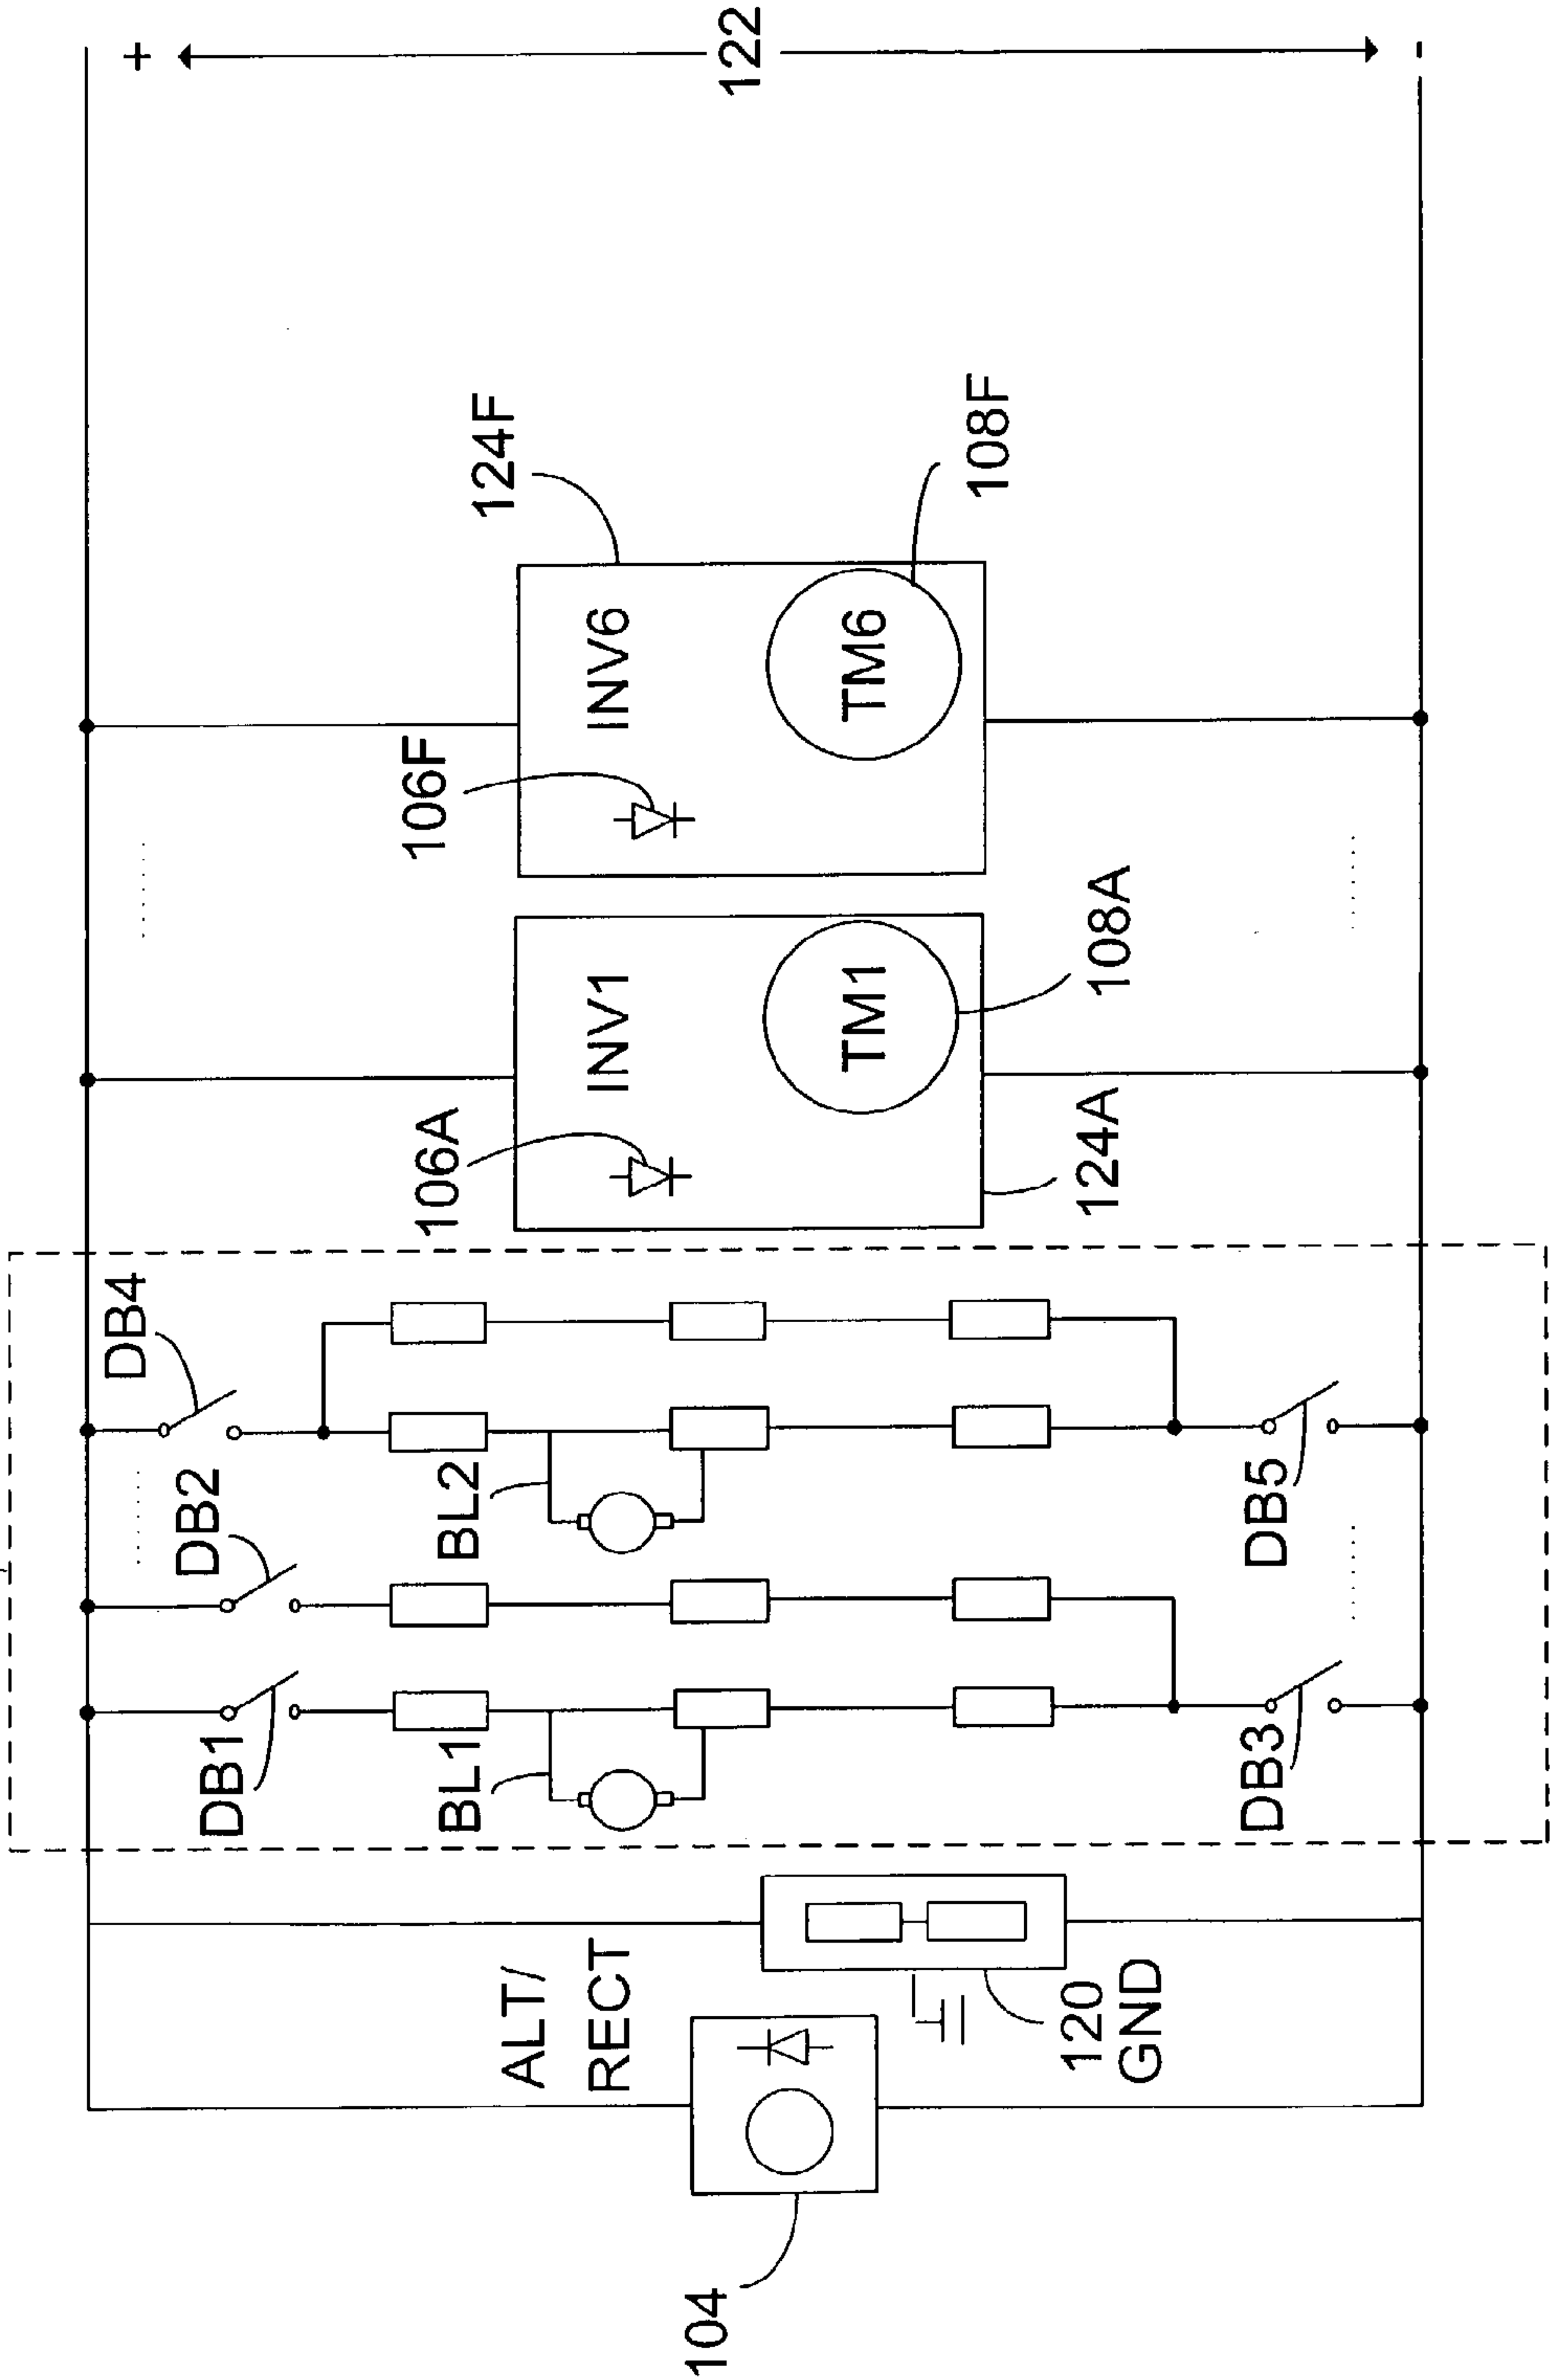 +
122
-
124F
INV6
TM6
108F
106F
INV1
TM1
108A
106A
124A
DB4
DB2
BL2
DB5
DB1
BL1
DB3
ALT/
RECT
120
GND
104